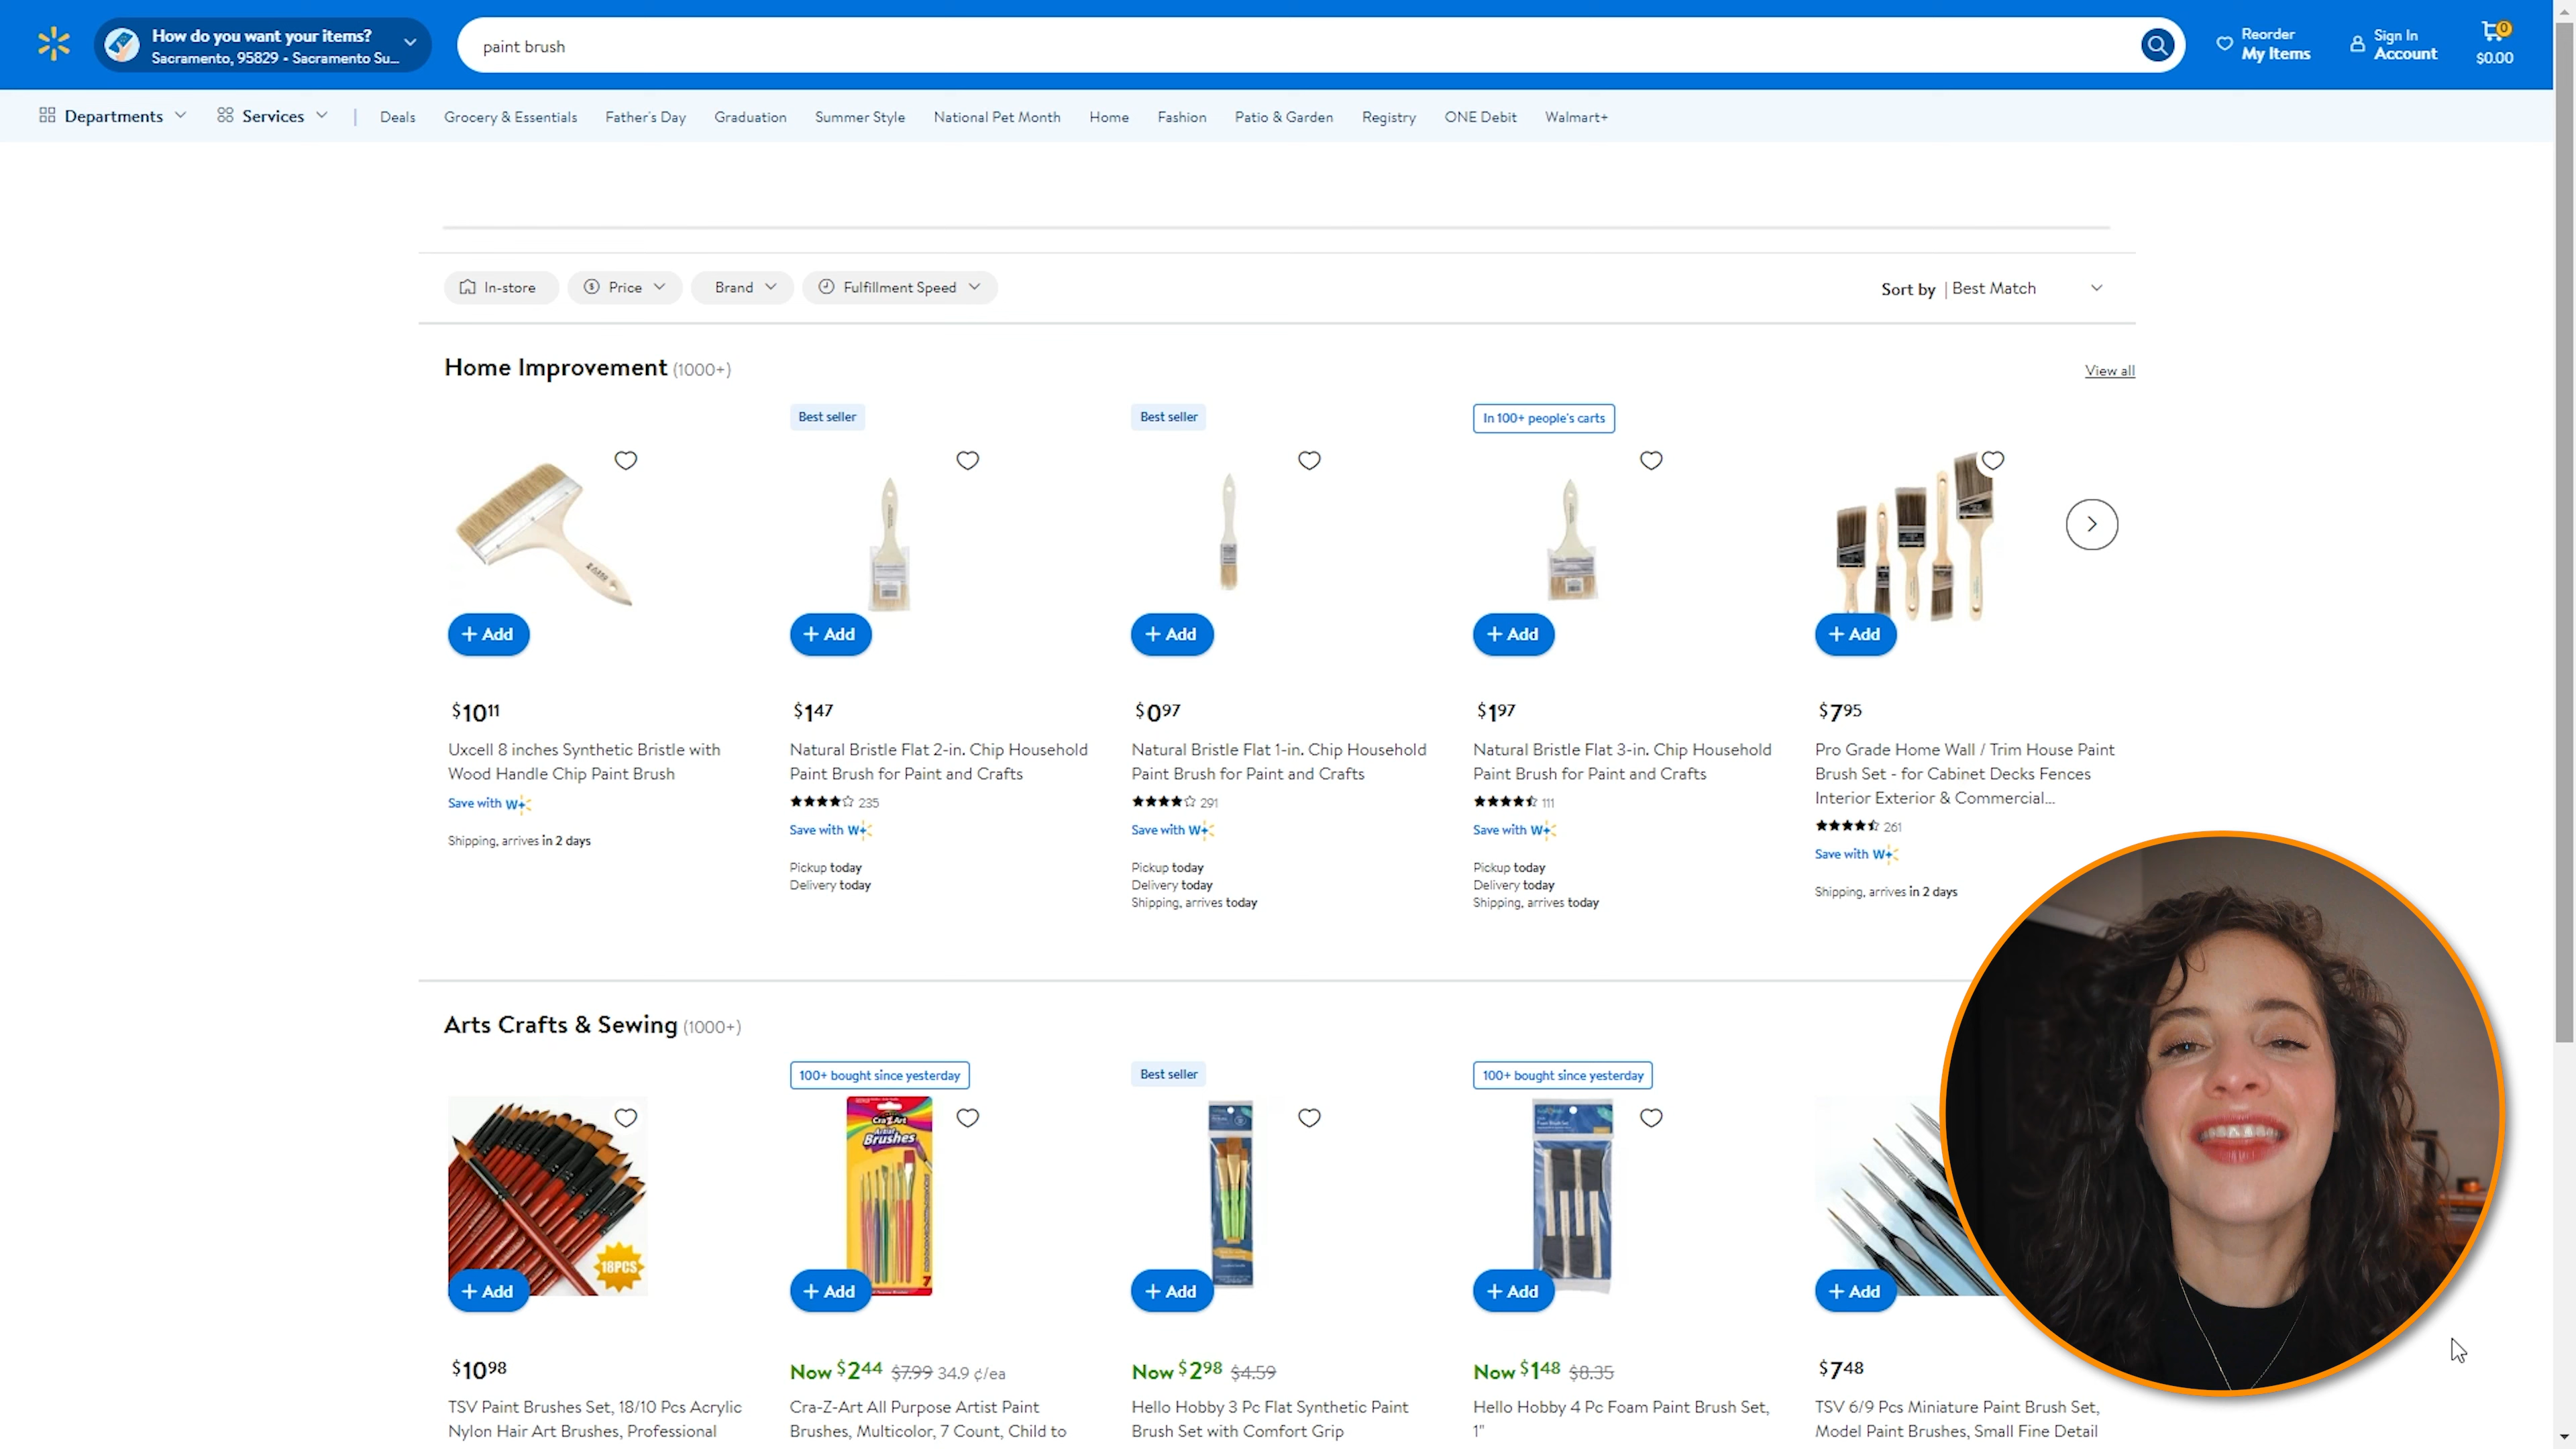 How do you want your items?
Sacramento, 95829 • Sacramento Su...
paint brush
Reorder
My Items
Sign In
Account
0
$0.00
Departments
Services
Deals
Grocery & Essentials
Father's Day
Graduation
Summer Style
National Pet Month
Home
Fashion
Patio & Garden
Registry
ONE Debit
Walmart+
In-store
Price
Brand
Fulfillment Speed
Sort by | Best Match
Home Improvement (1000+)
View all
Best seller
Best seller
In 100+ people's carts
+ Add
+ Add
+ Add
+ Add
+ Add
$10 11
Uxcell 8 inches Synthetic Bristle with
Wood Handle Chip Paint Brush
Save with W+
Shipping, arrives in 2 days
$1 47
Natural Bristle Flat 2-in. Chip Household
Paint Brush for Paint and Crafts
235
Save with W+
Pickup today
Delivery today
$0 97
Natural Bristle Flat 1-in. Chip Household
Paint Brush for Paint and Crafts
291
Save with W+
Pickup today
Delivery today
Shipping, arrives today
$1 97
Natural Bristle Flat 3-in. Chip Household
Paint Brush for Paint and Crafts
111
Save with W+
Pickup today
Delivery today
Shipping, arrives today
$7 95
Pro Grade Home Wall / Trim House Paint
Brush Set - for Cabinet Decks Fences
Interior Exterior & Commercial...
261
Save with W+
Shipping, arrives in 2 days
Arts Crafts & Sewing (1000+)
100+ bought since yesterday
Best seller
100+ bought since yesterday
18PCS
Cra-Z-Art
Artist
Brushes
7
+ Add
+ Add
+ Add
+ Add
+ Add
$10 98
TSV Paint Brushes Set, 18/10 Pcs Acrylic
Nylon Hair Art Brushes, Professional
Now $2 44 $7.99 34.9 ¢/ea
Cra-Z-Art All Purpose Artist Paint
Brushes, Multicolor, 7 Count, Child to
Now $2 98 $4.59
Hello Hobby 3 Pc Flat Synthetic Paint
Brush Set with Comfort Grip
Now $1 48 $8.35
Hello Hobby 4 Pc Foam Paint Brush Set,
1"
$7 48
TSV 6/9 Pcs Miniature Paint Brush Set,
Model Paint Brushes, Small Fine Detail